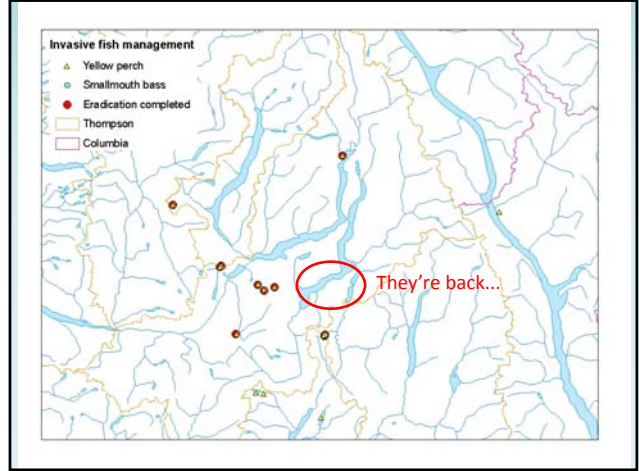 Invasive fish management
Yellow perch
Smallmouth bass
Eradication completed
Thompson
Columbia
They're back...